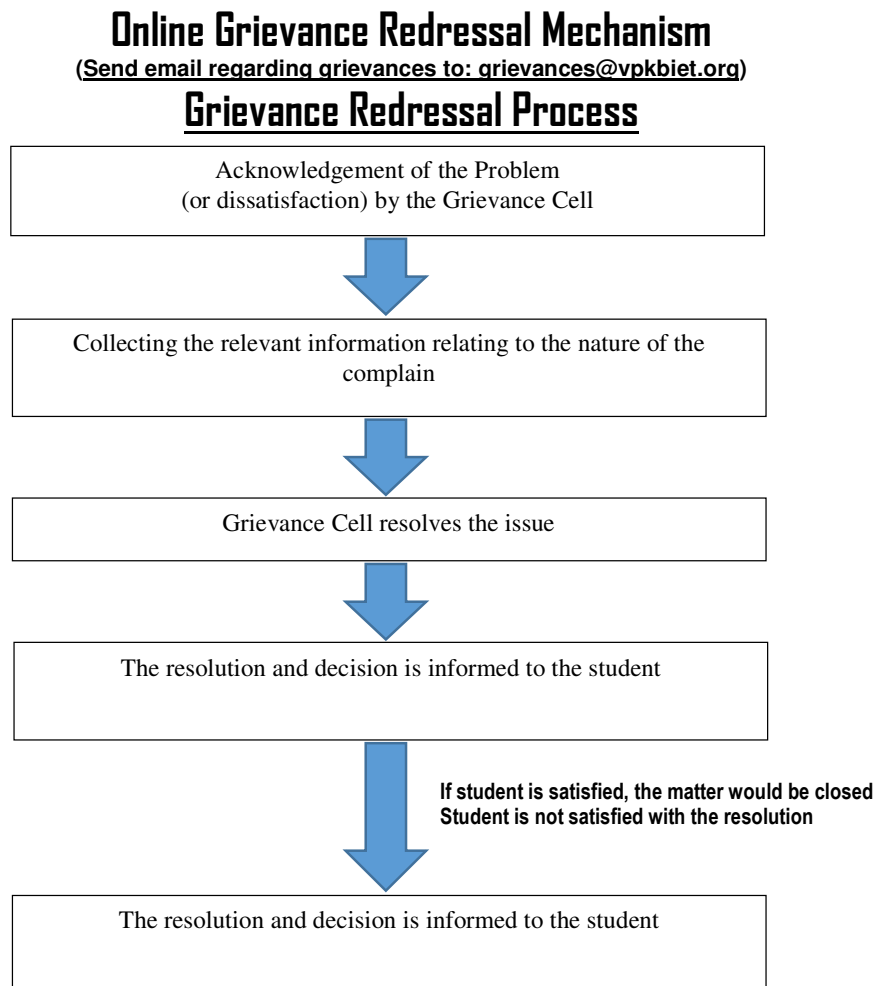 Online Grievance Redressal Mechanism
(Send email regarding grievances to: grievances@vpkbiet.org)
Grievance Redressal Process
Acknowledgement of the Problem
(or dissatisfaction) by the Grievance Cell
Collecting the relevant information relating to the nature of the
complain
Grievance Cell resolves the issue
The resolution and decision is informed to the student
If student is satisfied, the matter would be closed
Student is not satisfied with the resolution
The resolution and decision is informed to the student